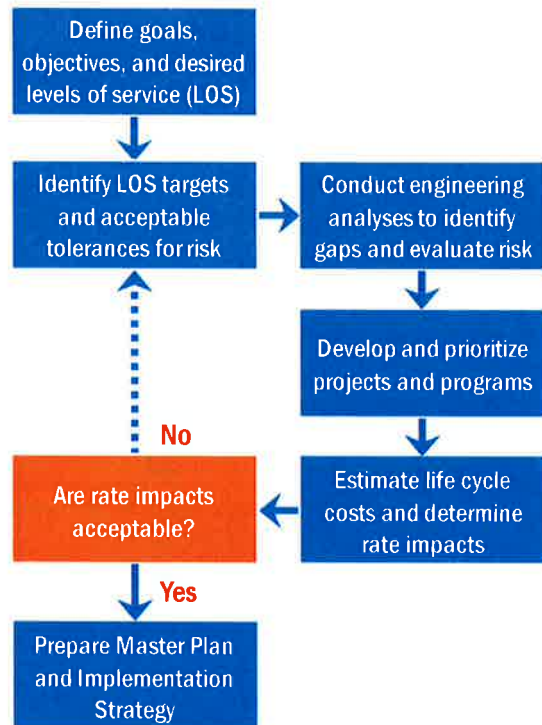 Define goals,
objectives, and desired
levels of service (LOS)
Identify LOS targets
and acceptable
tolerances for risk
Conduct engineering
analyses to identify
gaps and evaluate risk
Develop and prioritize
projects and programs
Estimate life cycle
costs and determine
rate impacts
No
Are rate impacts
acceptable?
Yes
Prepare Master Plan
and Implementation
Strategy